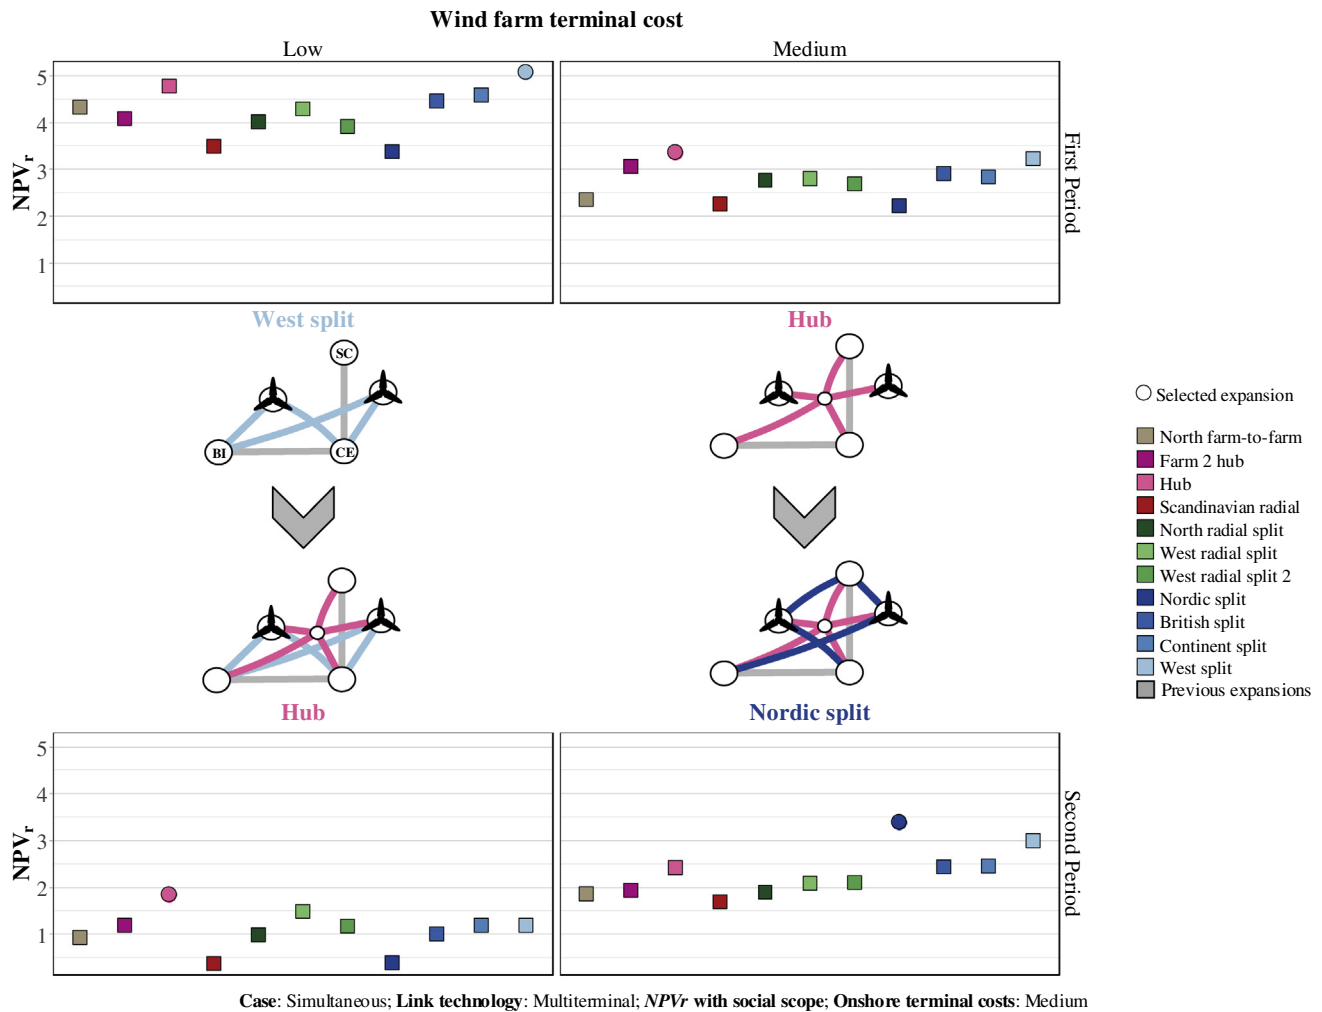 Wind farm terminal cost
Low
Medium
5
4
3
2
1
NPVr
First Period
West split
Hub
SC
BI
CE
Selected expansion
North farm-to-farm
Farm 2 hub
Hub
Scandinavian radial
North radial split
West radial split
West radial split 2
Nordic split
British split
Continent split
West split
Previous expansions
Hub
Nordic split
5
4
3
2
1
NPVr
Second Period
Case: Simultaneous; Link technology: Multiterminal; NPVr with social scope; Onshore terminal costs: Medium